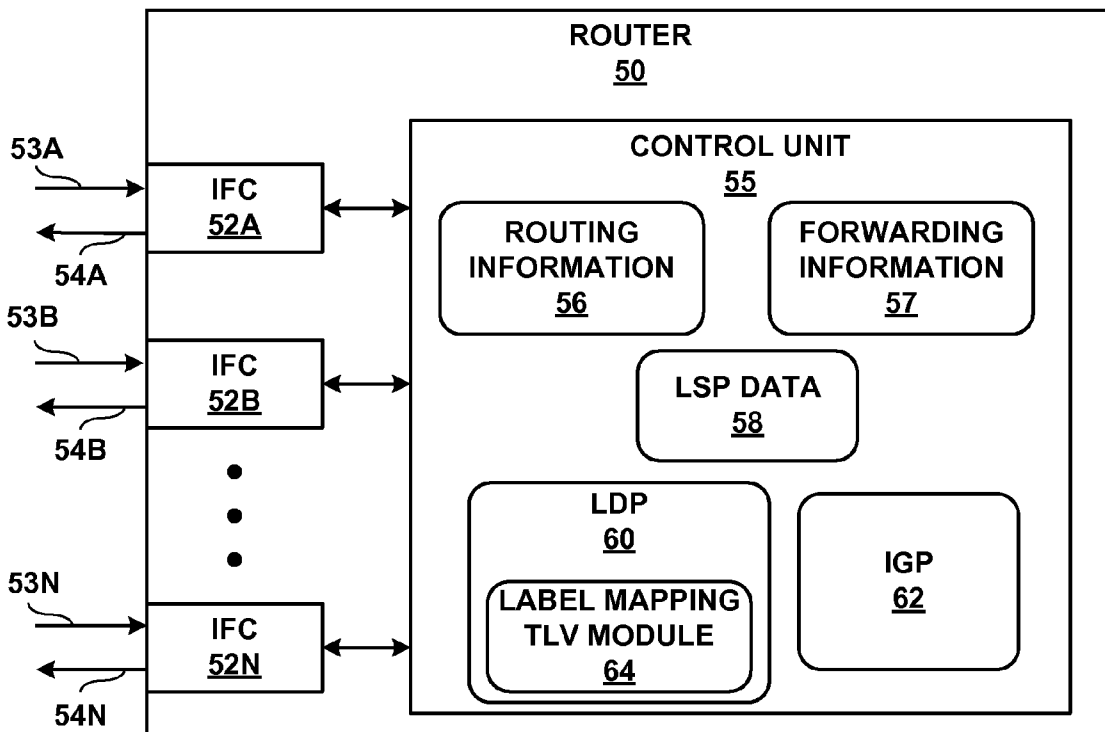 ROUTER
50
CONTROL UNIT
55
53A
IFC
52A
54A
ROUTING
INFORMATION
56
FORWARDING
INFORMATION
57
53B
IFC
52B
54B
LSP DATA
58
LDP
60
LABEL MAPPING
TLV MODULE
64
IGP
62
53N
IFC
52N
54N